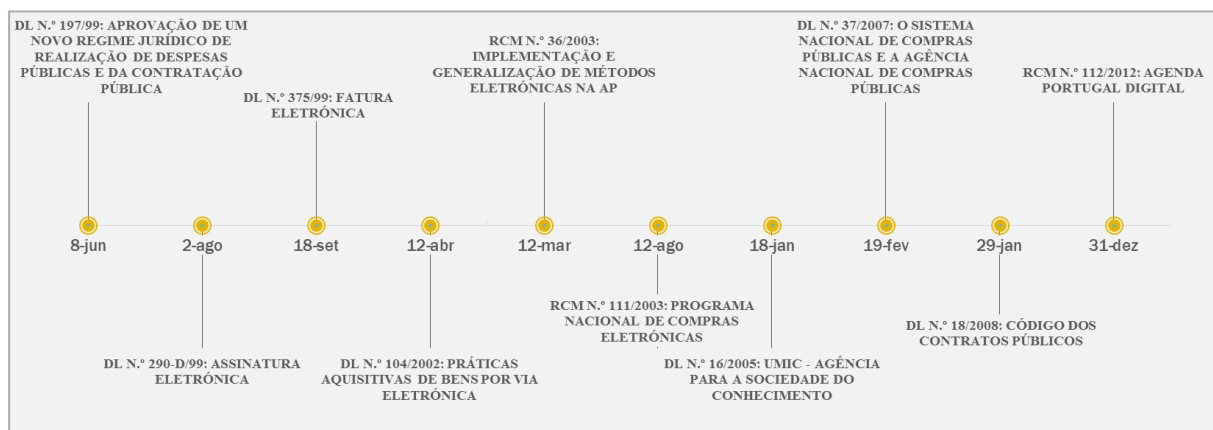 DL N.º 197/99: APROVAÇÃO DE UM
NOVO REGIME JURÍDICO DE
REALIZAÇÃO DE DESPESAS
PÚBLICAS E DA CONTRATAÇÃO
PÚBLICA
DL N.º 375/99: FATURA
ELETRÓNICA
RCM N.º 36/2003:
IMPLEMENTAÇÃO E
GENERALIZAÇÃO DE MÉTODOS
ELETRÓNICAS NA AP
DL N.º 37/2007: O SISTEMA
NACIONAL DE COMPRAS
PÚBLICAS E A AGÊNCIA
NACIONAL DE COMPRAS
PÚBLICAS
RCM N.º 112/2012: AGENDA
PORTUGAL DIGITAL
8-jun
2-ago
18-set
12-abr
12-mar
12-ago
18-jan
19-fev
29-jan
31-dez
DL N.º 290-D/99: ASSINATURA
ELETRÓNICA
DL N.º 104/2002: PRÁTICAS
AQUISITIVAS DE BENS POR VIA
ELETRÓNICA
RCM N.º 111/2003: PROGRAMA
NACIONAL DE COMPRAS
ELETRÓNICAS
DL N.º 16/2005: UMIC - AGÊNCIA
PARA A SOCIEDADE DO
CONHECIMENTO
DL N.º 18/2008: CÓDIGO DOS
CONTRATOS PÚBLICOS